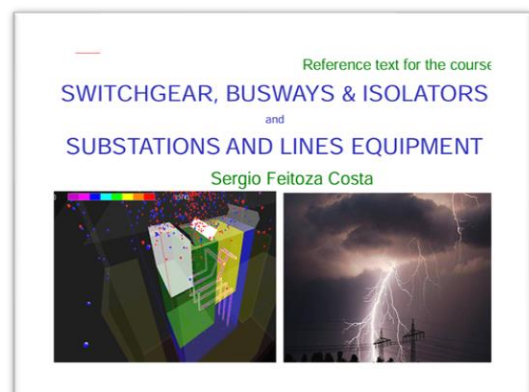 Reference text for the course
SWITCHGEAR, BUSWAYS & ISOLATORS
and
SUBSTATIONS AND LINES EQUIPMENT
Sergio Feitoza Costa